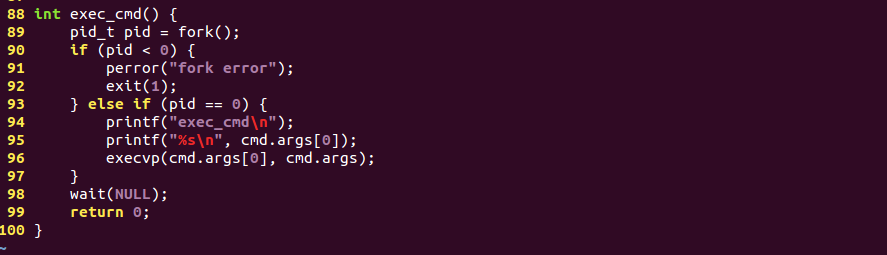 88 int exec_cmd() {
89     pid_t pid = fork();
90     if (pid < 0) {
91         perror("fork error");
92         exit(1);
93     } else if (pid == 0) {
94         printf("exec_cmd\n");
95         printf("%s\n", cmd.args[0]);
96         execvp(cmd.args[0], cmd.args);
97     }
98     wait(NULL);
99     return 0;
100 }
~